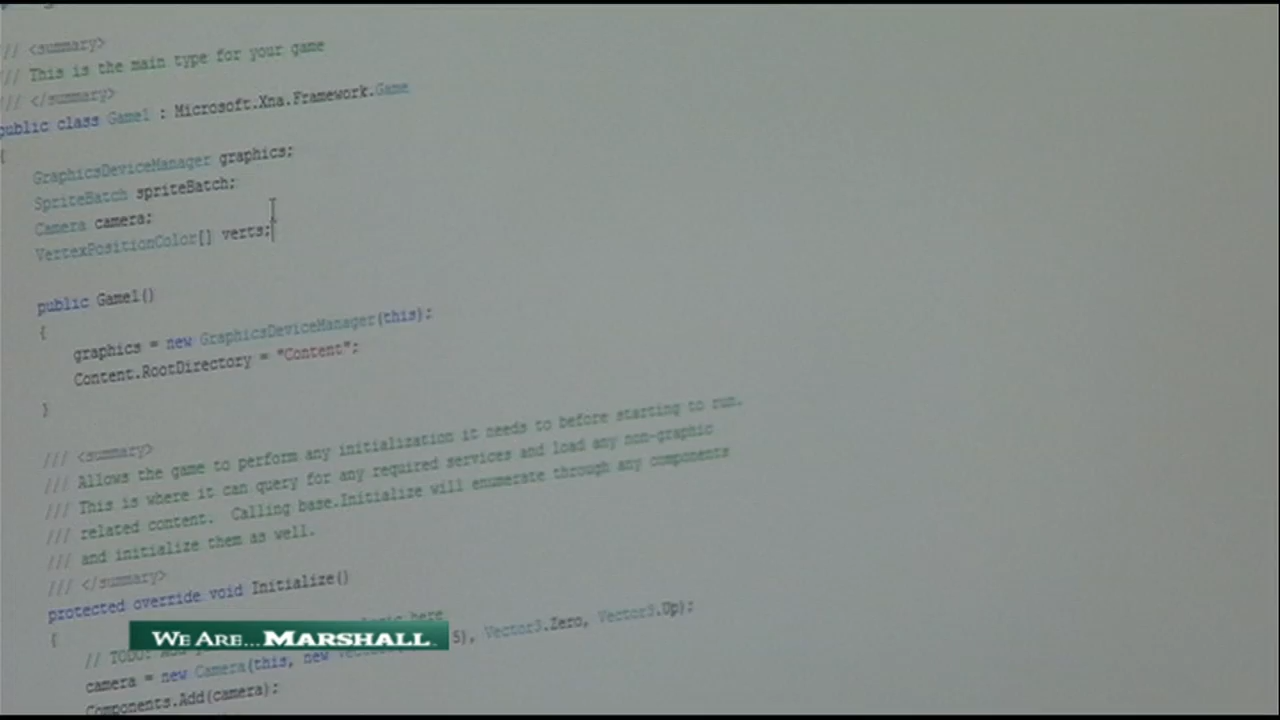 /// <summary>
/// This is the main type for your game
/// </summary>
public class Game1 : Microsoft.Xna.Framework.Game
{
GraphicsDeviceManager graphics;
SpriteBatch spriteBatch;
Camera camera;
VertexPositionColor[] verts;
public Game1()
{
graphics = new GraphicsDeviceManager(this);
Content.RootDirectory = "Content";
}
/// <summary>
/// Allows the game to perform any initialization it needs to before starting to run.
/// This is where it can query for any required services and load any non-graphic
/// related content. Calling base.Initialize will enumerate through any components
/// and initialize them as well.
/// </summary>
protected override void Initialize()
{
// TODO: here
camera = new Camera(this, new 5), Vector3.Zero, Vector3.Up);
Components.Add(camera);
WE ARE... MARSHALL